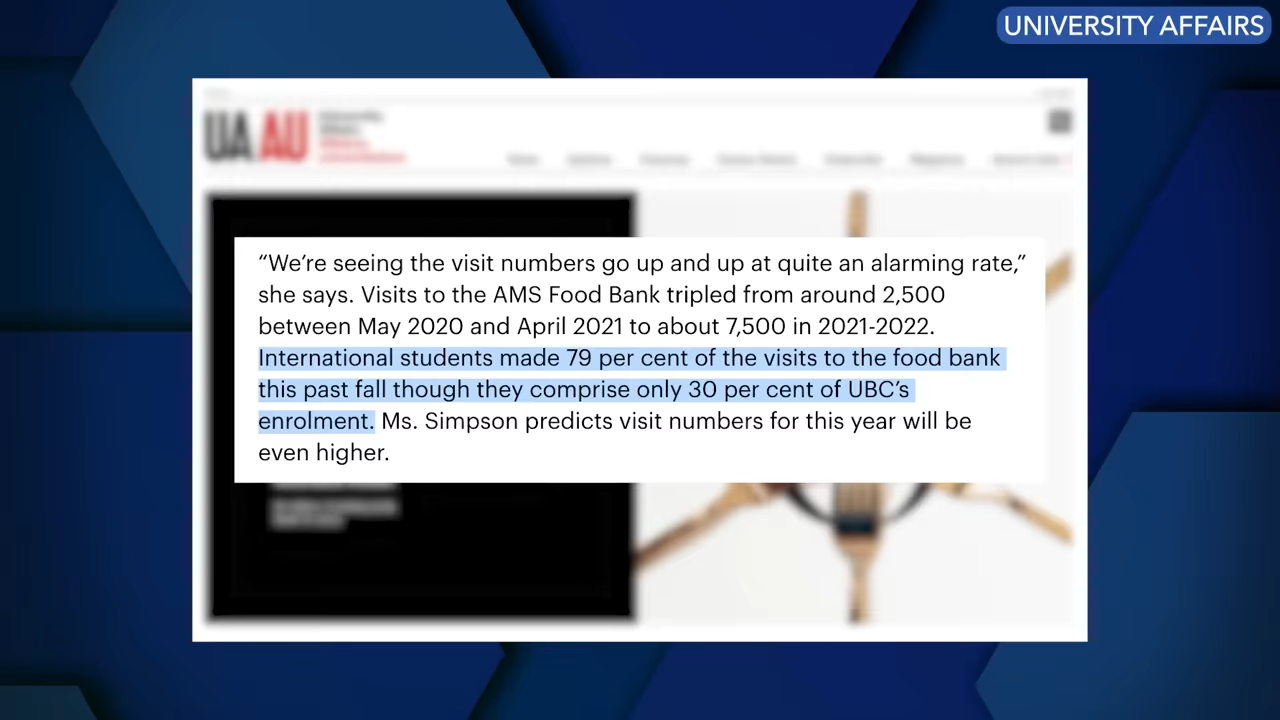 UNIVERSITY AFFAIRS
UA AU
“We’re seeing the visit numbers go up and up at quite an alarming rate,”
she says. Visits to the AMS Food Bank tripled from around 2,500
between May 2020 and April 2021 to about 7,500 in 2021-2022.
International students made 79 per cent of the visits to the food bank
this past fall though they comprise only 30 per cent of UBC’s
enrolment. Ms. Simpson predicts visit numbers for this year will be
even higher.